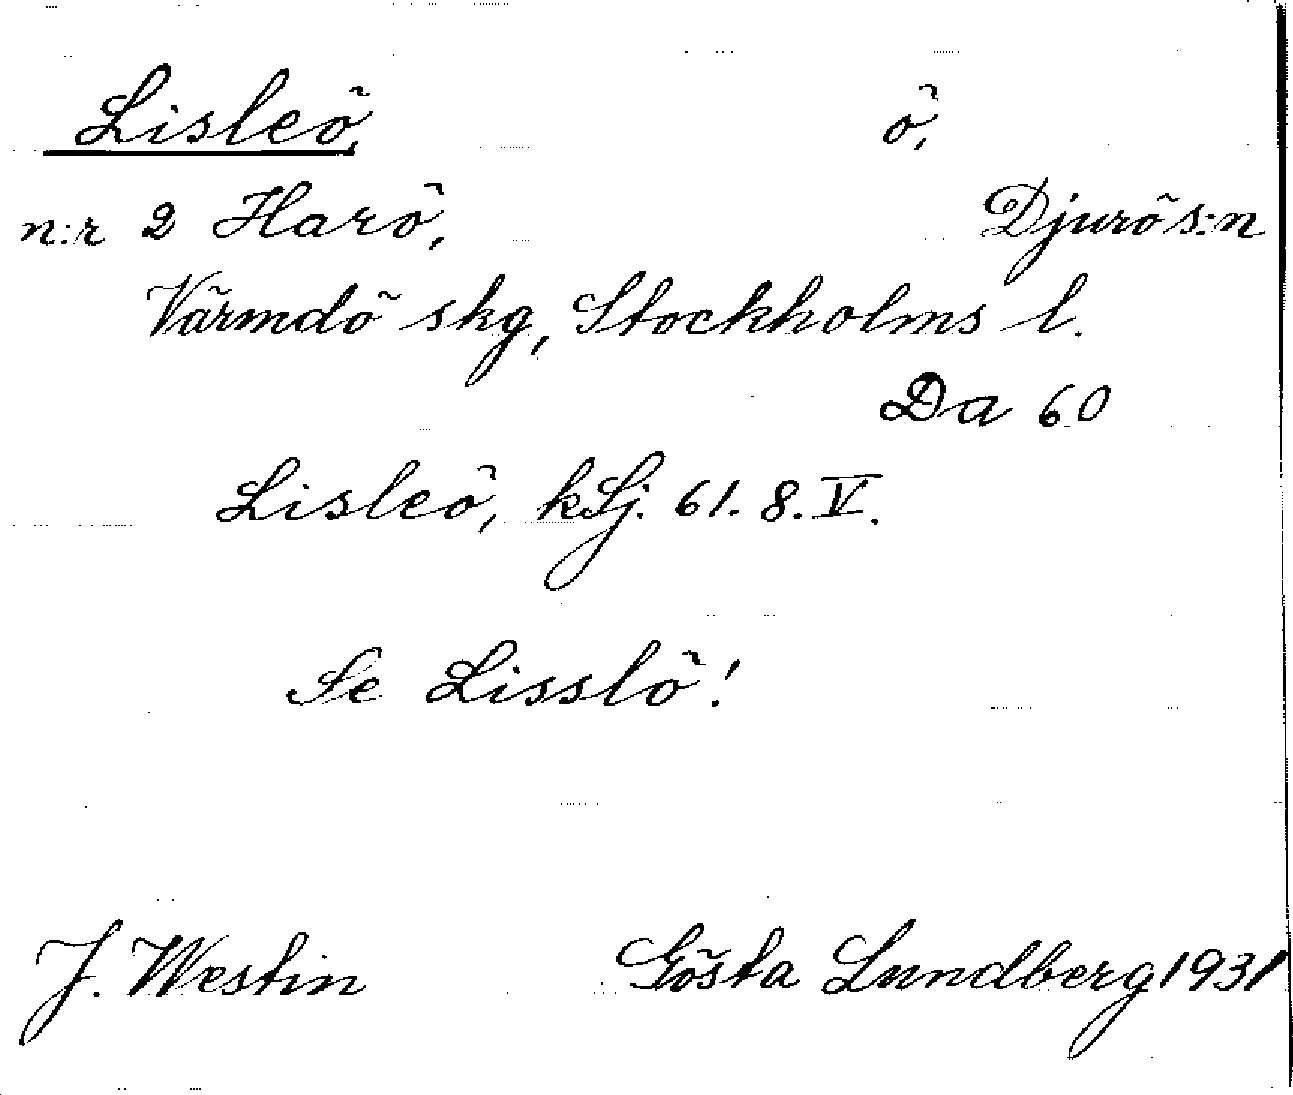 Lisleö, ö,
n:r 2 Harö, Djurö s:n
Värmdö skg, Stockholms l.
Da 60
Lisleö, kSj. 61. 8. V.
Se Lisslö!
J. Westin Gösta Lundberg 1931